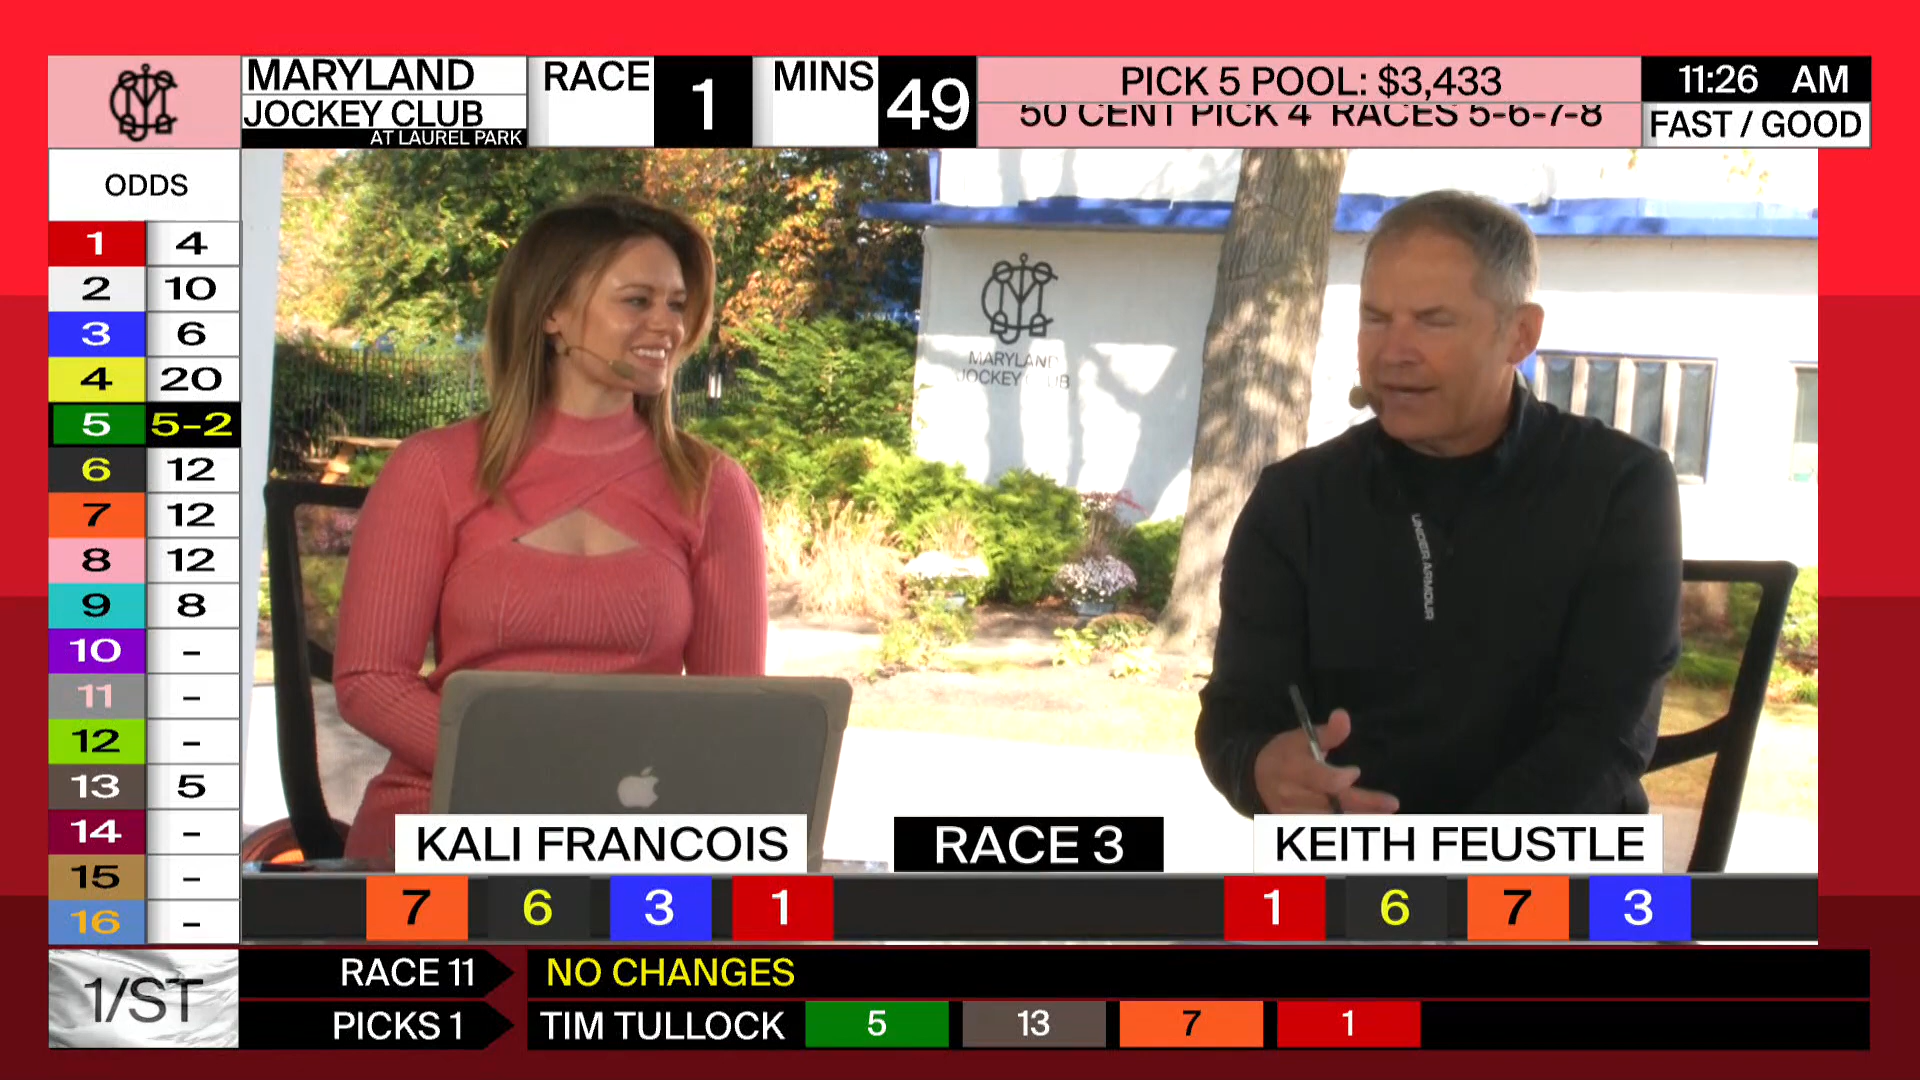 MARYLAND
JOCKEY CLUB
AT LAUREL PARK
RACE
1
MINS
49
PICK 5 POOL: $3,433
50 CENT PICK 4 RACES 5-6-7-8
11:26 AM
FAST / GOOD
ODDS
1 4
2 10
3 6
4 20
5 5-2
6 12
7 12
8 12
9 8
10 -
11 -
12 -
13 5
14 -
15 -
16 -
MARYLAND
JOCKEY
UNDER ARMOUR
KALI FRANCOIS
RACE 3
KEITH FEUSTLE
7 6 3 1
1 6 7 3
1/ST
RACE 11
NO CHANGES
PICKS 1
TIM TULLOCK 5 13 7 1